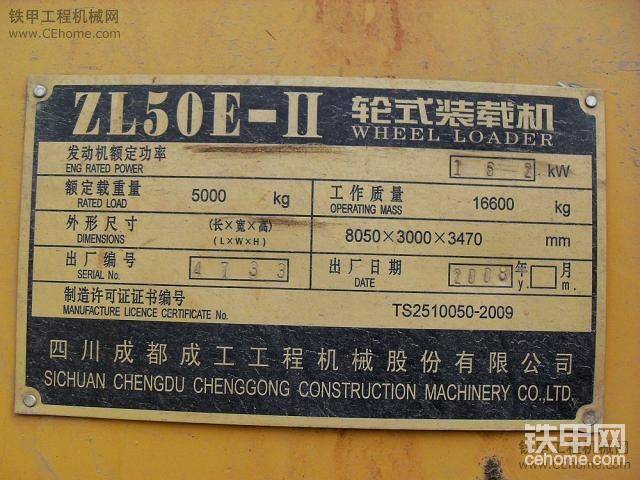 铁甲工程机械网
©CEhome.com
ZL50E-II 轮式装载机
WHEEL LOADER
发动机额定功率
ENG RATED POWER
162 kW
额定载重量 5000 kg
RATED LOAD
工作质量 16600 kg
OPERATING MASS
外形尺寸 (长×宽×高)
DIMENSIONS (L×W×H)
8050×3000×3470 mm
出厂编号 4733
SERIAL No.
出厂日期 2008 年 月
DATE y. m.
制造许可证证书编号
MANUFACTURE LICENCE CERTIFICATE No.
TS2510050-2009
四川成都成工工程机械股份有限公司
SICHUAN CHENGDU CHENGGONG CONSTRUCTION MACHINERY CO.,LTD.
铁甲网
cehome.com